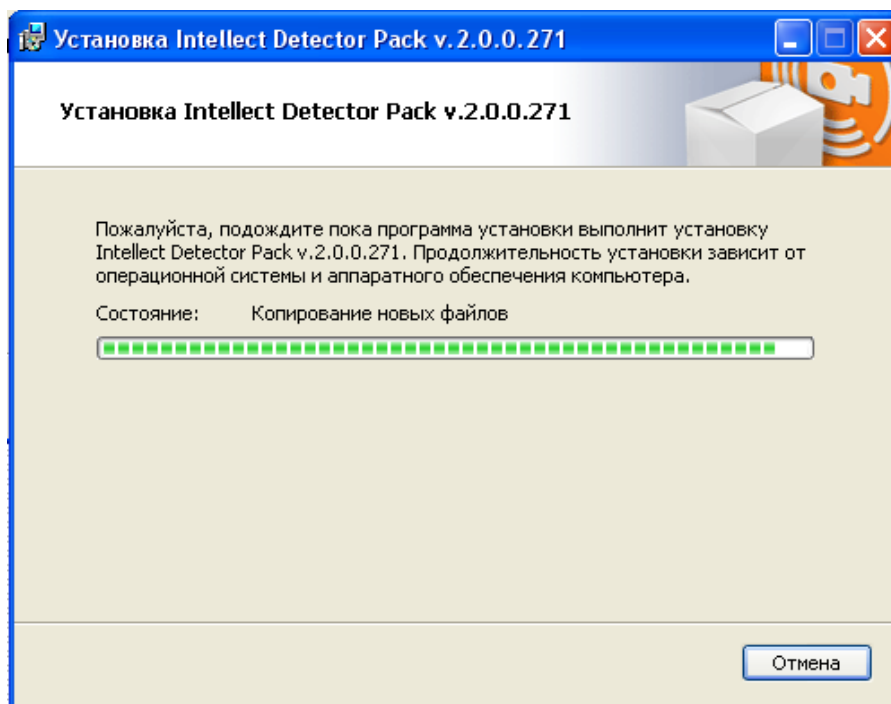 Установка Intellect Detector Pack v.2.0.0.271
Установка Intellect Detector Pack v.2.0.0.271
Пожалуйста, подождите пока программа установки выполнит установку
Intellect Detector Pack v.2.0.0.271. Продолжительность установки зависит от
операционной системы и аппаратного обеспечения компьютера.
Состояние: Копирование новых файлов
Отмена